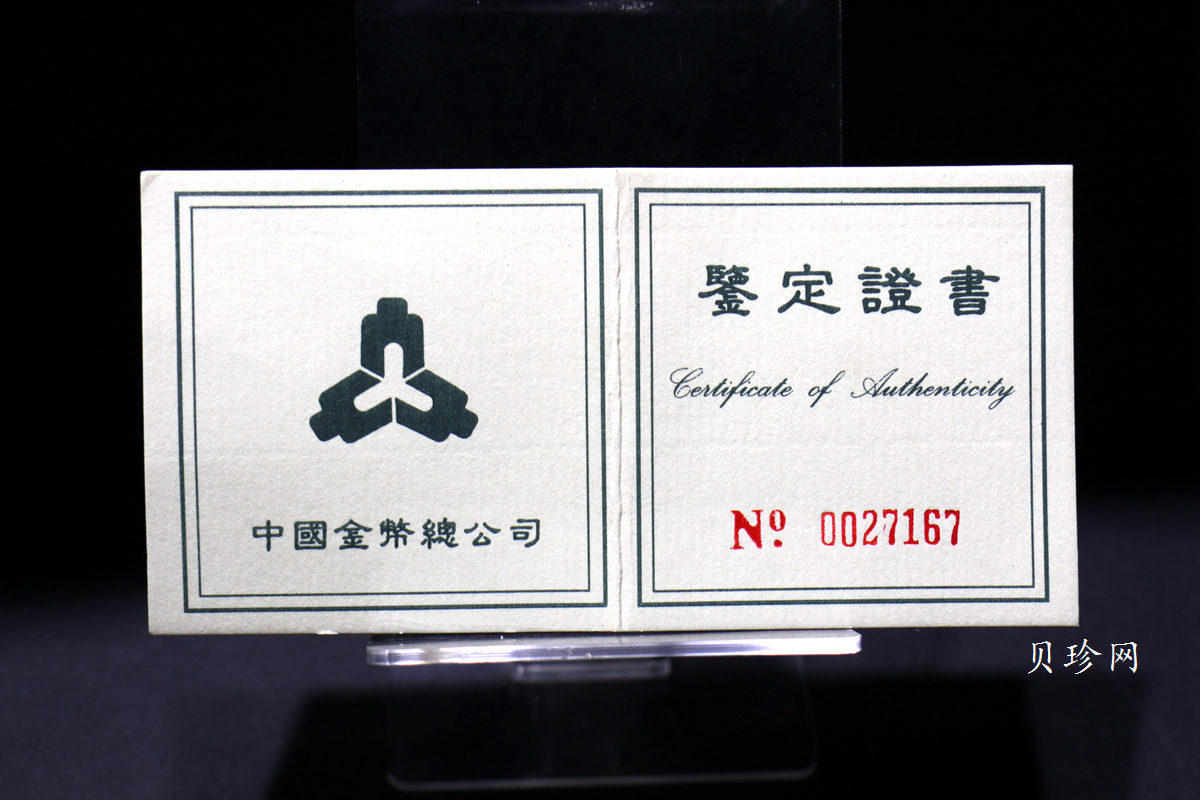 中國金幣總公司
鑒定證書
Certificate of Authenticity
Nº 0027167
贝珍网